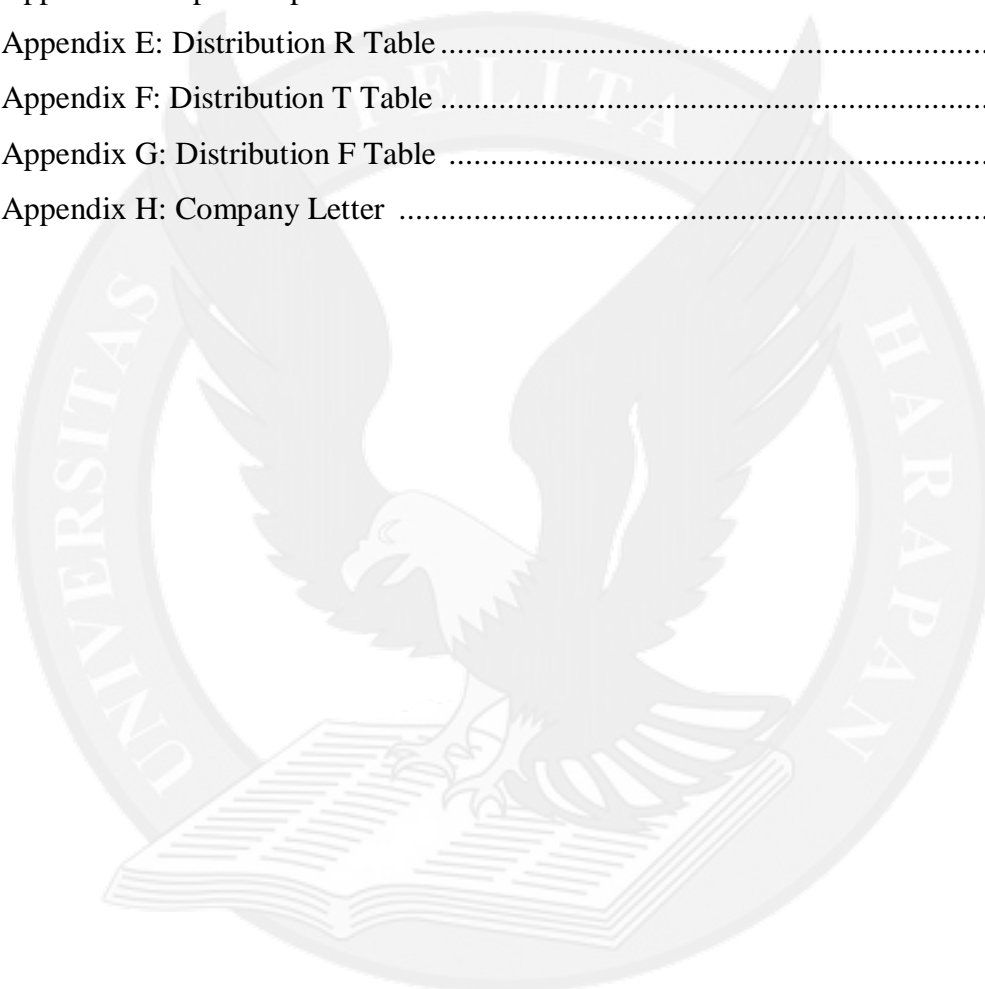 Appendix E: Distribution R Table ......................................................................
Appendix F: Distribution T Table ......................................................................
Appendix G: Distribution F Table .....................................................................
Appendix H: Company Letter ...........................................................................
UNIVERSITAS PELITA HARAPAN